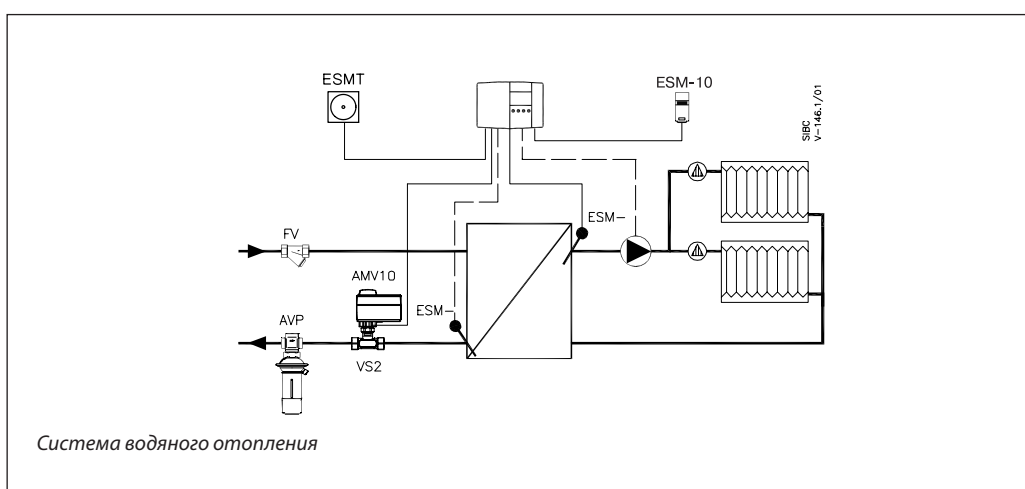 ESMT
ESM-10
SIBC
V-146.1/01
ESM-
FV
AMV10
ESM-
AVP
VS2
Система водяного отопления